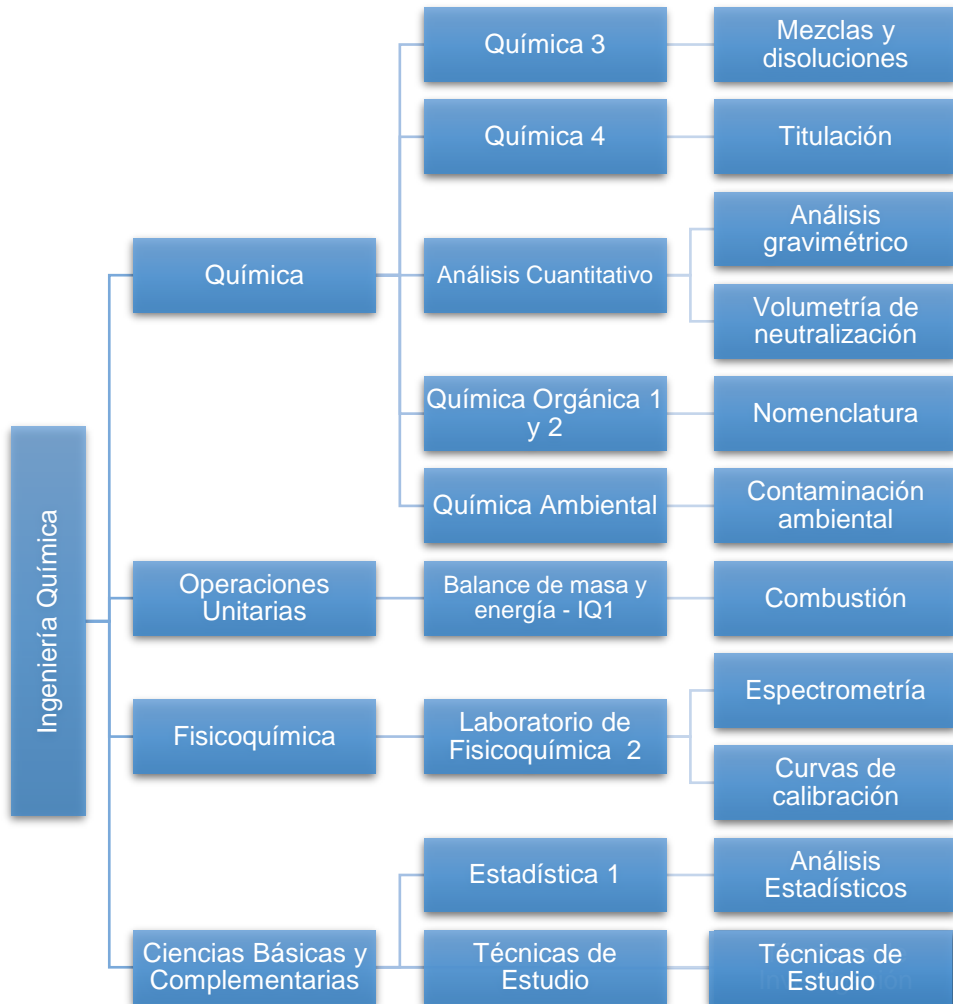 Química 3
Mezclas y
disoluciones
Química 4
Titulación
Análisis
gravimétrico
Química
Análisis Cuantitativo
Volumetría de
neutralización
Química Orgánica 1
y 2
Nomenclatura
Química Ambiental
Contaminación
ambiental
Ingeniería Química
Operaciones
Unitarias
Balance de masa y
energía - IQ1
Combustión
Espectrometría
Fisicoquímica
Laboratorio de
Fisicoquímica 2
Curvas de
calibración
Estadística 1
Análisis
Estadísticos
Ciencias Básicas y
Complementarias
Técnicas de
Estudio
Técnicas de
Estudio